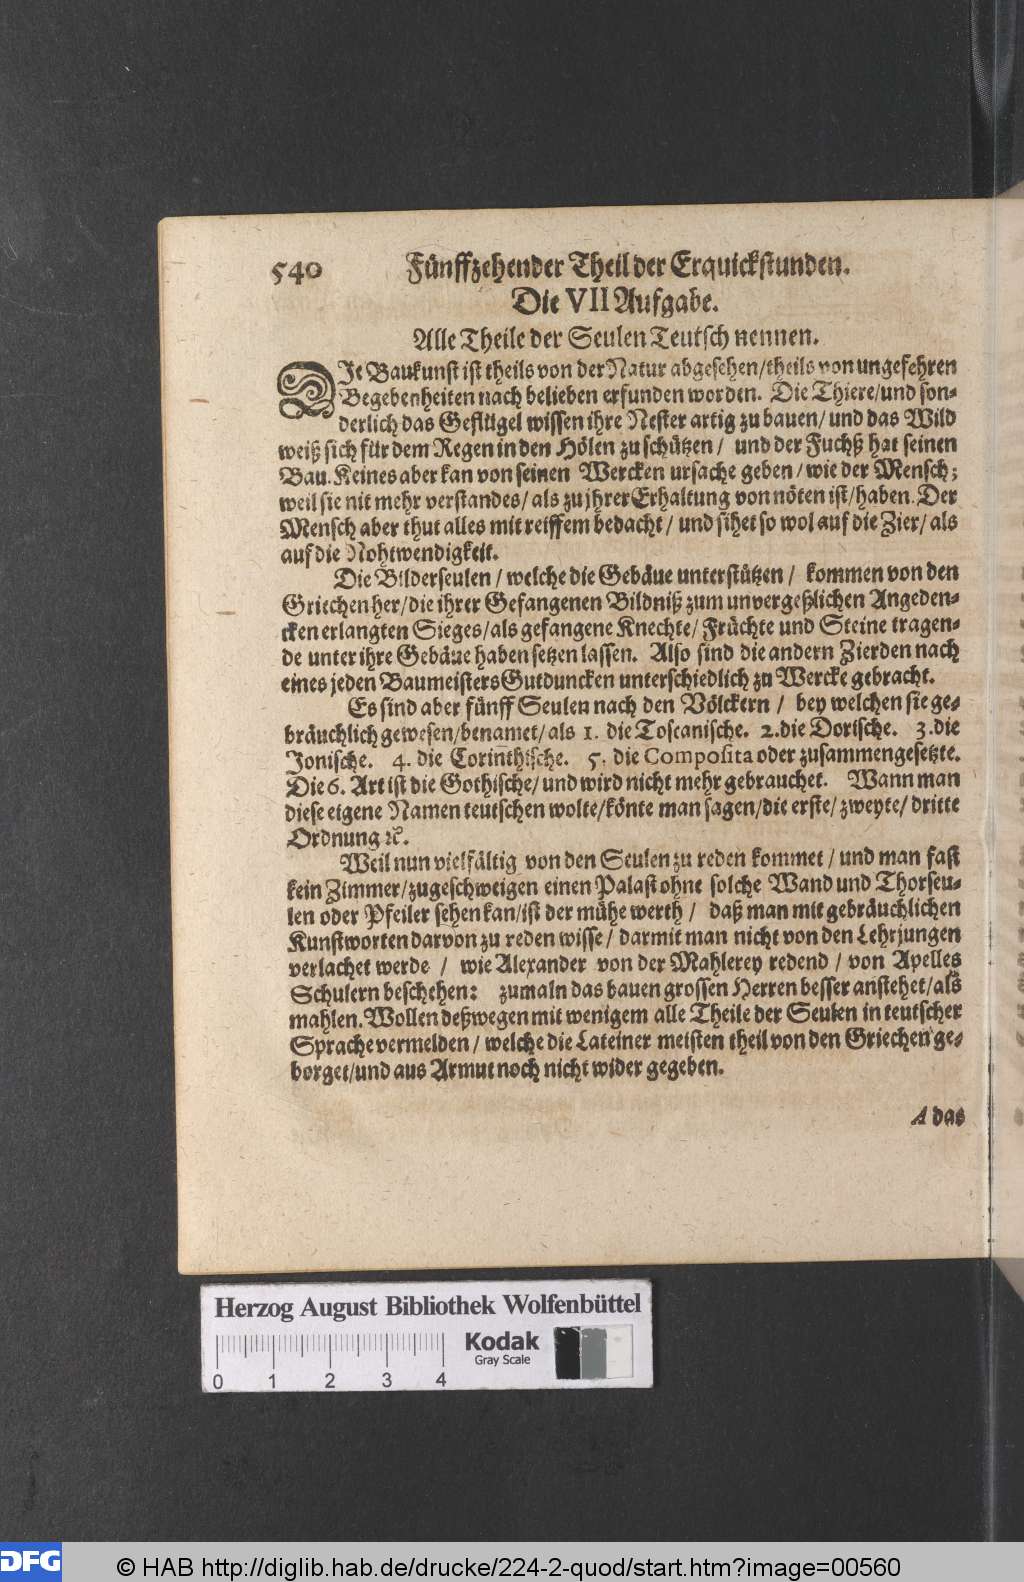 540 Fünffzehender Theil der Erquickstunden.
Die VII Aufgabe.
Alle Theile der Seulen Teutsch nennen.
DIe Baukunst ist theils von der Natur abgesehen/theils von ungefehren
Begebenheiten nach belieben erfunden worden. Die Thiere/und son-
derlich das Geflügel wissen ihre Nester artig zu bauen/ und das Wild
weiß sich für dem Regen in den Hölen zu schützen/ und der Fuchß hat seinen
Bau. Keines aber kan von seinen Wercken ursache geben/ wie der Mensch;
weil sie nit mehr verstandes/ als zu jhrer Erhaltung von nöten ist/haben. Der
Mensch aber thut alles mit reiffem bedacht/ und sihet so wol auf die Zier/ als
auf die Nohtwendigkeit.
Die Bilderseulen/ welche die Gebäue unterstützen/ kommen von den
Griechen her/die ihrer Gefangenen Bildniß zum unvergeßlichen Angeden-
cken erlangten Sieges/als gefangene Knechte/ Früchte und Steine tragen-
de unter ihre Gebäue haben setzen lassen. Also sind die andern Zierden nach
eines jeden Baumeisters Gutduncken unterschiedlich zu Wercke gebracht.
Es sind aber fünff Seulen nach den Völckern/ bey welchen sie ge-
bräuchlich gewesen/benamet/als 1. die Toscanische. 2. die Dorische. 3. die
Jonische. 4. die Corinthische. 5. die Composita oder zusammengesetzte.
Die 6. Art ist die Gothische/ und wird nicht mehr gebrauchet. Wann man
diese eigene Namen teutschen wolte/könte man sagen/die erste/ zweyte/ dritte
Ordnung ꝛc.
Weil nun vielfältig von den Seulen zu reden kommet/ und man fast
kein Zimmer/zugeschweigen einen Palast ohne solche Wand und Thorseu-
len oder Pfeiler sehen kan/ist der mühe werth/ daß man mit gebräuchlichen
Kunstworten darvon zu reden wisse/ darmit man nicht von den Lehrjungen
verlachet werde/ wie Alexander von der Mahlerey redend/ von Apelles
Schulern beschehen: zumaln das bauen grossen Herren besser anstehet/als
mahlen. Wollen deßwegen mit wenigem alle Theile der Seulen in teutscher
Sprache vermelden/ welche die Lateiner meisten theil von den Griechen ge-
borget/und aus Armut noch nicht wider gegeben.
A das
Herzog August Bibliothek Wolfenbüttel
Kodak
Gray Scale
0 1 2 3 4
DFG © HAB http://diglib.hab.de/drucke/224-2-quod/start.htm?image=00560